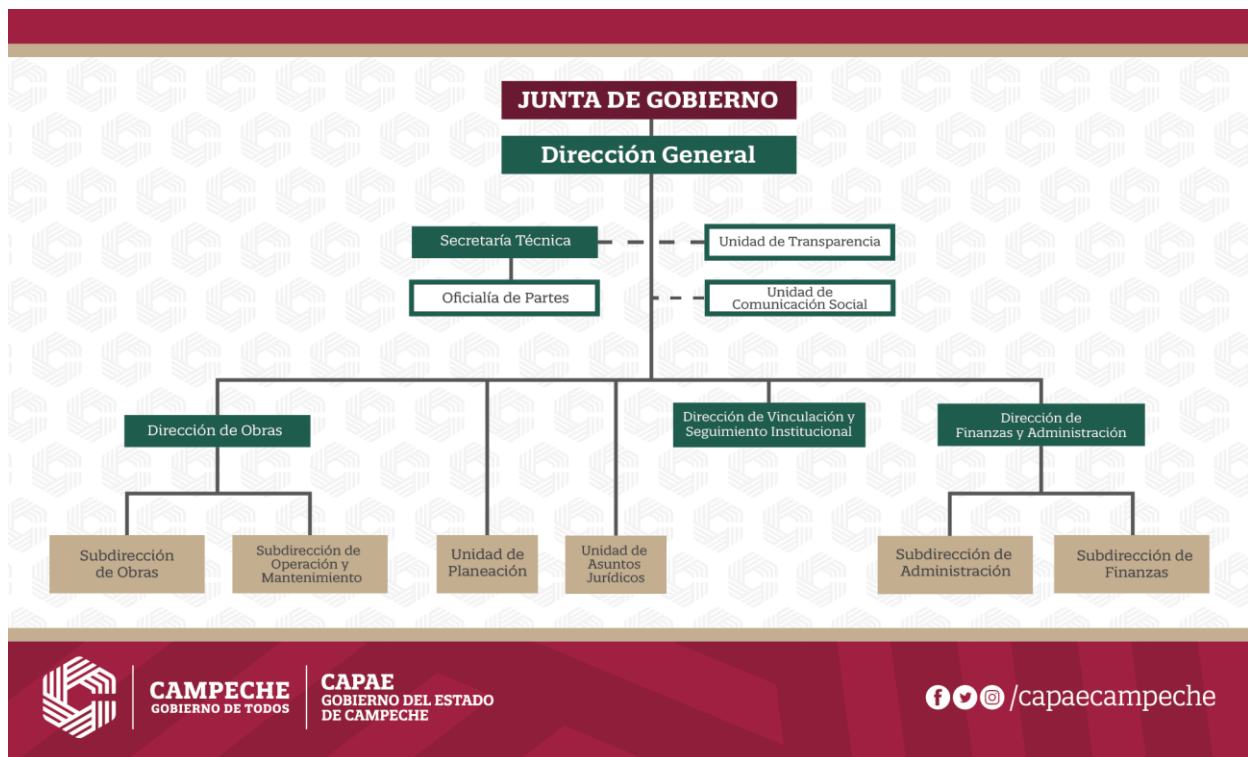 JUNTA DE GOBIERNO
Dirección General
Secretaría Técnica
Unidad de Transparencia
Oficialía de Partes
Unidad de
Comunicación Social
Dirección de Obras
Dirección de Vinculación y
Seguimiento Institucional
Dirección de
Finanzas y Administración
Subdirección
de Obras
Subdirección de
Operación y
Mantenimiento
Unidad de
Planeación
Unidad de
Asuntos
Jurídicos
Subdirección de
Administración
Subdirección de
Finanzas
CAMPECHE
GOBIERNO DE TODOS
CAPAE
GOBIERNO DEL ESTADO
DE CAMPECHE
/capaecampeche